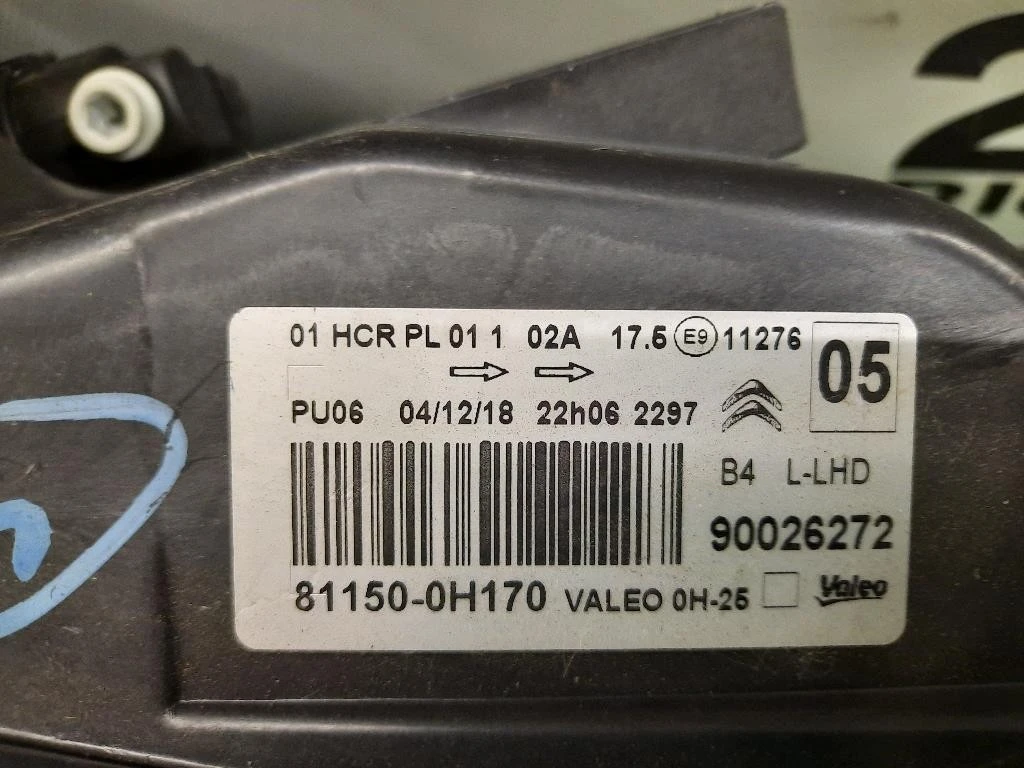 01 HCR PL 01 1 02A 17.5 E9 11276
05
PU06 04/12/18 22h06 2297
B4 L-LHD
90026272
81150-0H170 VALEO 0H-25 Valeo